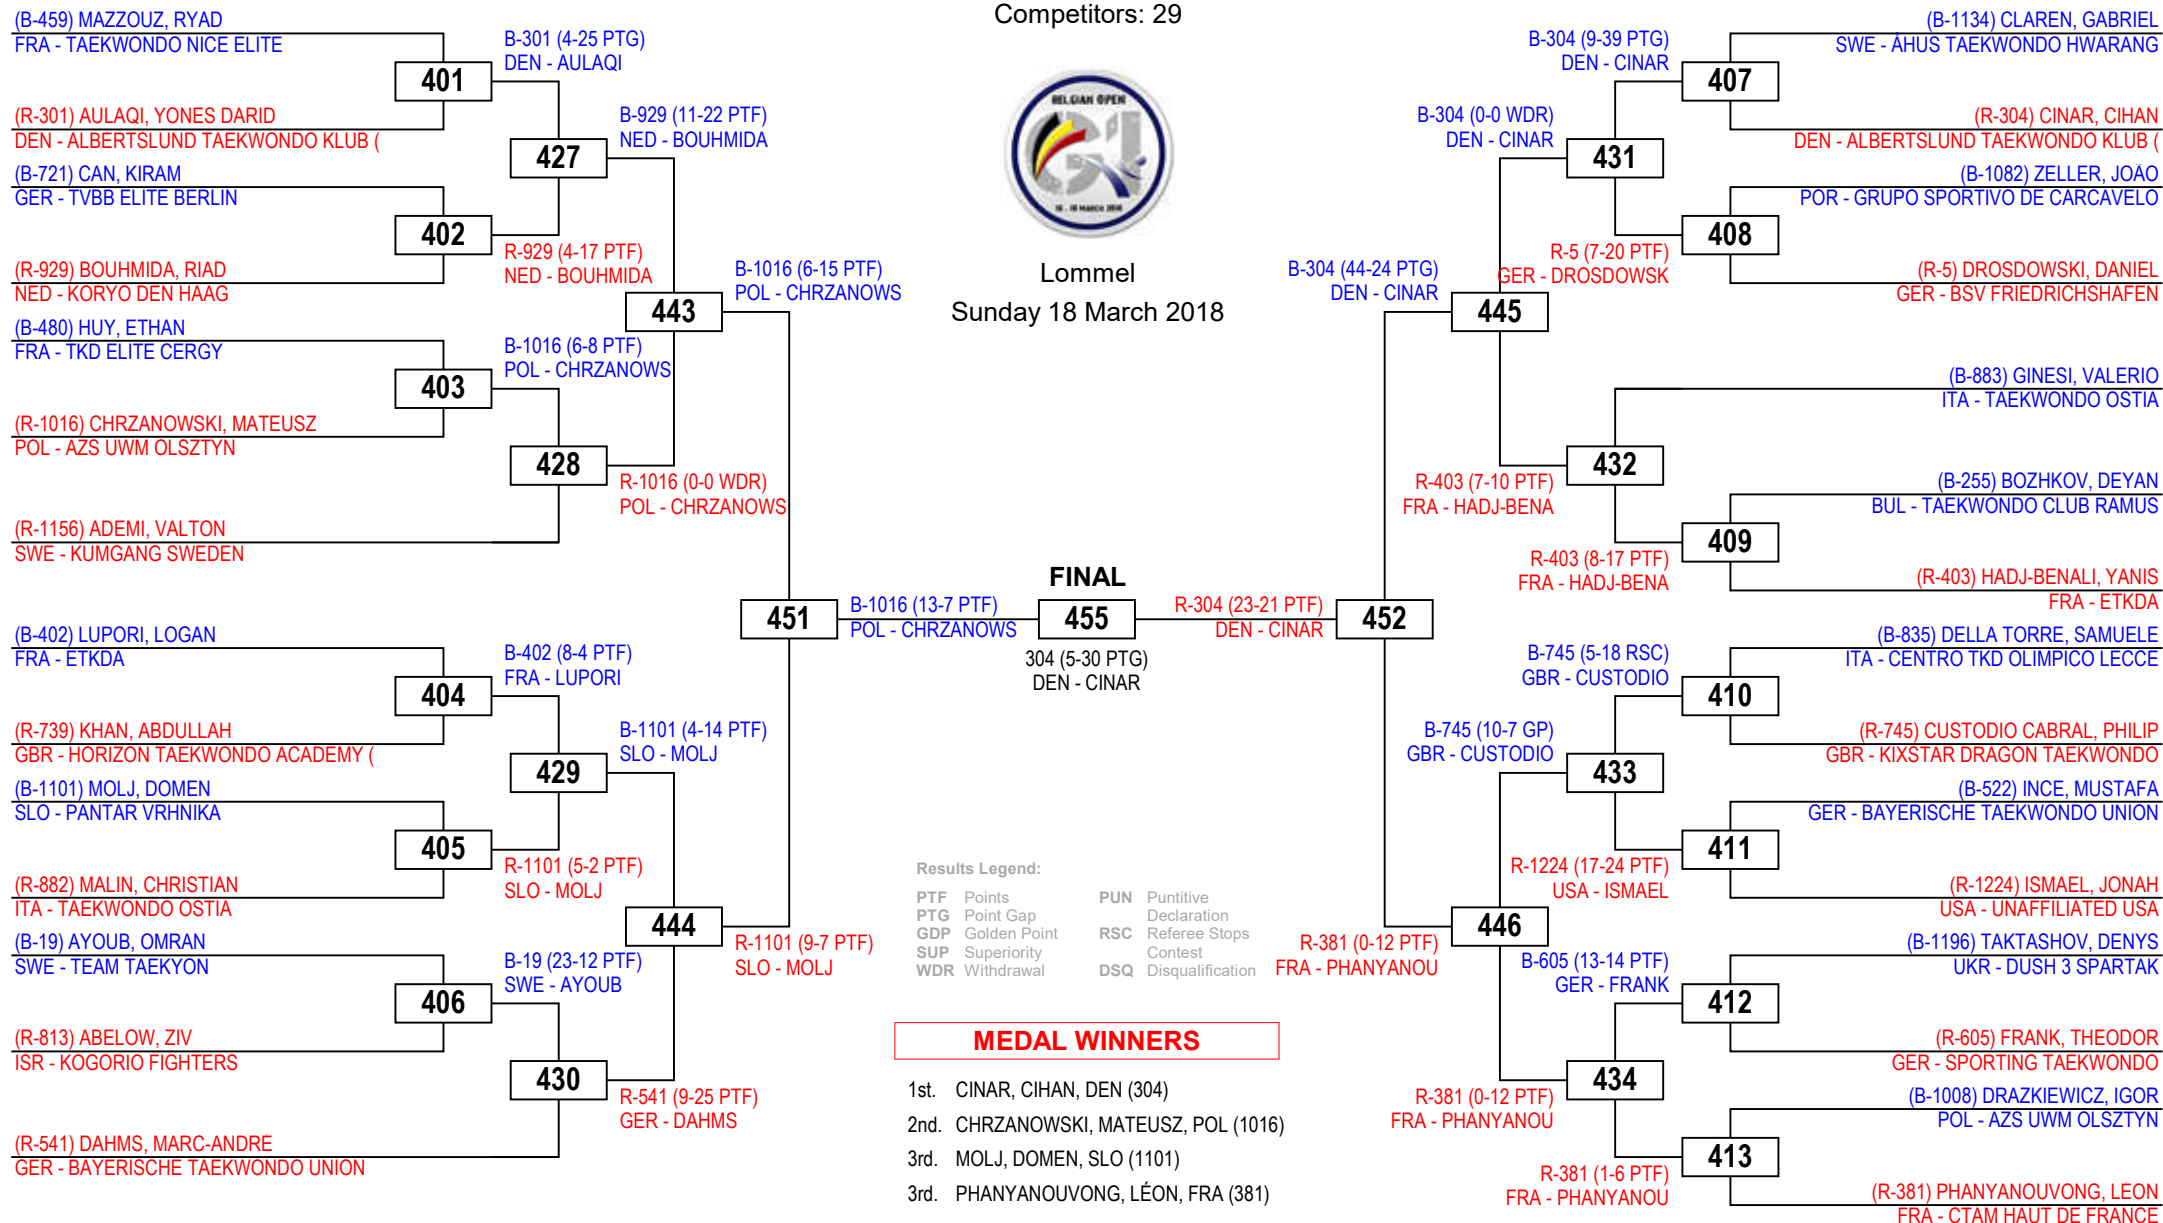 Competitors: 29
BELGIAN OPEN
Lommel
Sunday 18 March 2018
(B-459) MAZZOUZ, RYAD
FRA - TAEKWONDO NICE ELITE
401
(R-301) AULAQI, YONES DARID
DEN - ALBERTSLUND TAEKWONDO KLUB (
(B-721) CAN, KIRAM
GER - TVBB ELITE BERLIN
402
(R-929) BOUHMIDA, RIAD
NED - KORYO DEN HAAG
(B-480) HUY, ETHAN
FRA - TKD ELITE CERGY
403
(R-1016) CHRZANOWSKI, MATEUSZ
POL - AZS UWM OLSZTYN
(R-1156) ADEMI, VALTON
SWE - KUMGANG SWEDEN
(B-402) LUPORI, LOGAN
FRA - ETKDA
404
(R-739) KHAN, ABDULLAH
GBR - HORIZON TAEKWONDO ACADEMY (
(B-1101) MOLJ, DOMEN
SLO - PANTAR VRHNIKA
405
(R-882) MALIN, CHRISTIAN
ITA - TAEKWONDO OSTIA
(B-19) AYOUB, OMRAN
SWE - TEAM TAEKYON
406
(R-813) ABELOW, ZIV
ISR - KOGORIO FIGHTERS
(R-541) DAHMS, MARC-ANDRÉ
GER - BAYERISCHE TAEKWONDO UNION
B-301 (4-25 PTG)
DEN - AULAQI
427
R-929 (4-17 PTF)
NED - BOUHMIDA
B-1016 (6-8 PTF)
POL - CHRZANOWS
428
B-402 (8-4 PTF)
FRA - LUPORI
429
R-1101 (5-2 PTF)
SLO - MOLJ
B-19 (23-12 PTF)
SWE - AYOUB
430
B-929 (11-22 PTF)
NED - BOUHMIDA
443
R-1016 (0-0 WDR)
POL - CHRZANOWS
B-1101 (4-14 PTF)
SLO - MOLJ
444
R-541 (9-25 PTF)
GER - DAHMS
B-1016 (6-15 PTF)
POL - CHRZANOWS
451
R-1101 (9-7 PTF)
SLO - MOLJ
B-1016 (13-7 PTF)
POL - CHRZANOWS
FINAL
455
304 (5-30 PTG)
DEN - CINAR
R-304 (23-21 PTF)
DEN - CINAR
452
B-304 (44-24 PTG)
DEN - CINAR
445
R-381 (0-12 PTF)
FRA - PHANYANOU
446
B-304 (0-0 WDR)
DEN - CINAR
431
R-403 (7-10 PTF)
FRA - HADJ-BENA
432
B-745 (10-7 GP)
GBR - CUSTODIO
433
R-381 (0-12 PTF)
FRA - PHANYANOU
434
B-304 (9-39 PTG)
DEN - CINAR
407
R-5 (7-20 PTF)
GER - DROSDOWSK
408
R-403 (8-17 PTF)
FRA - HADJ-BENA
409
B-745 (5-18 RSC)
GBR - CUSTODIO
410
R-1224 (17-24 PTF)
USA - ISMAEL
411
B-605 (13-14 PTF)
GER - FRANK
412
R-381 (1-6 PTF)
FRA - PHANYANOU
413
(B-1134) CLAREN, GABRIEL
SWE - ÅHUS TAEKWONDO HWARANG
(R-304) CINAR, CIHAN
DEN - ALBERTSLUND TAEKWONDO KLUB (
(B-1082) ZELLER, JOÃO
POR - GRUPO SPORTIVO DE CARCAVELO
(R-5) DROSDOWSKI, DANIEL
GER - BSV FRIEDRICHSHAFEN
(B-883) GINESI, VALERIO
ITA - TAEKWONDO OSTIA
(B-255) BOZHKOV, DEYAN
BUL - TAEKWONDO CLUB RAMUS
(R-403) HADJ-BENALI, YANIS
FRA - ETKDA
(B-835) DELLA TORRE, SAMUELE
ITA - CENTRO TKD OLIMPICO LECCE
(R-745) CUSTODIO CABRAL, PHILIP
GBR - KIXSTAR DRAGON TAEKWONDO
(B-522) INCE, MUSTAFA
GER - BAYERISCHE TAEKWONDO UNION
(R-1224) ISMAEL, JONAH
USA - UNAFFILIATED USA
(B-1196) TAKTASHOV, DENYS
UKR - DUSH 3 SPARTAK
(R-605) FRANK, THEODOR
GER - SPORTING TAEKWONDO
(B-1008) DRAZKIEWICZ, IGOR
POL - AZS UWM OLSZTYN
(R-381) PHANYANOUVONG, LÉON
FRA - CTAM HAUT DE FRANCE
Results Legend:
PTF Points
PTG Point Gap
GDP Golden Point
SUP Superiority
WDR Withdrawal
PUN Puntitive
Declaration
RSC Referee Stops
Contest
DSQ Disqualification
MEDAL WINNERS
1st. CINAR, CIHAN, DEN (304)
2nd. CHRZANOWSKI, MATEUSZ, POL (1016)
3rd. MOLJ, DOMEN, SLO (1101)
3rd. PHANYANOUVONG, LÉON, FRA (381)